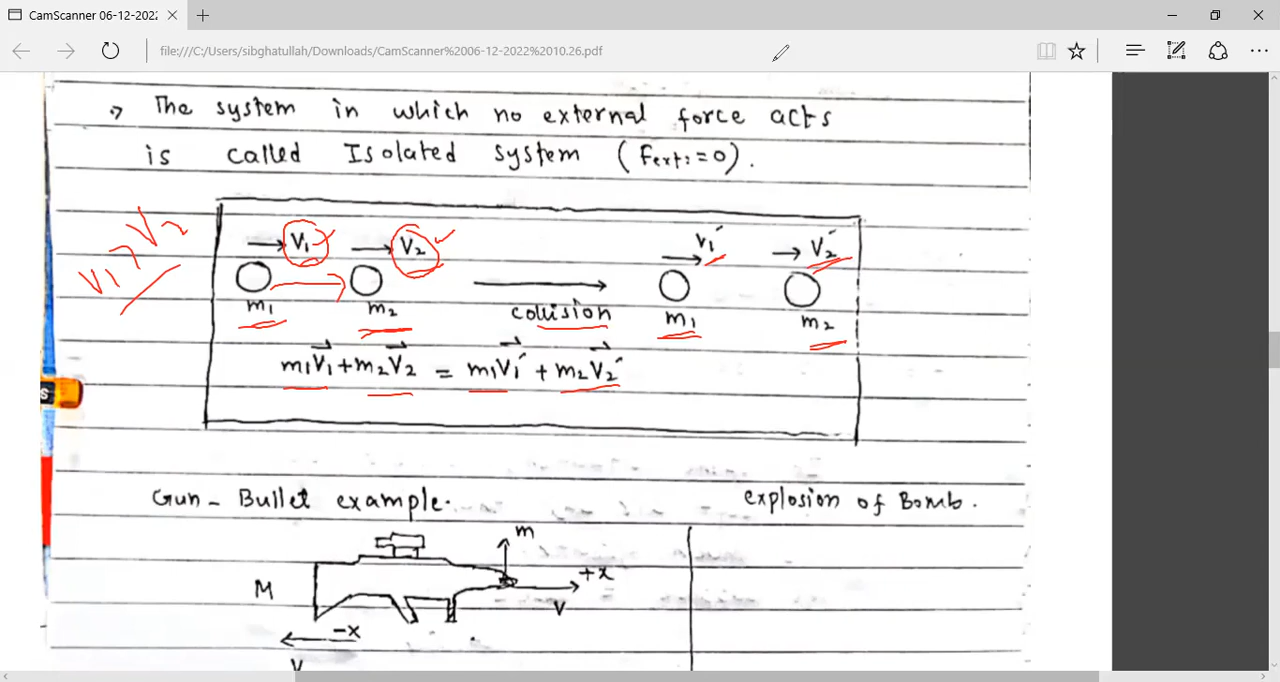 CamScanner 06-12-202
file:///C:/Users/sibghatullah/Downloads/CamScanner%2006-12-2022%2010.26.pdf
→ The system in which no external force acts
is called Isolated system (Fext:=0).
V1>V2
V1 V2 V1′ V2′
m1 m2 collision m1 m2
m1V1+m2V2 = m1V1′ + m2V2′
S
Gun - Bullet example. explosion of Bomb.
m
+x
M
V
-x
V